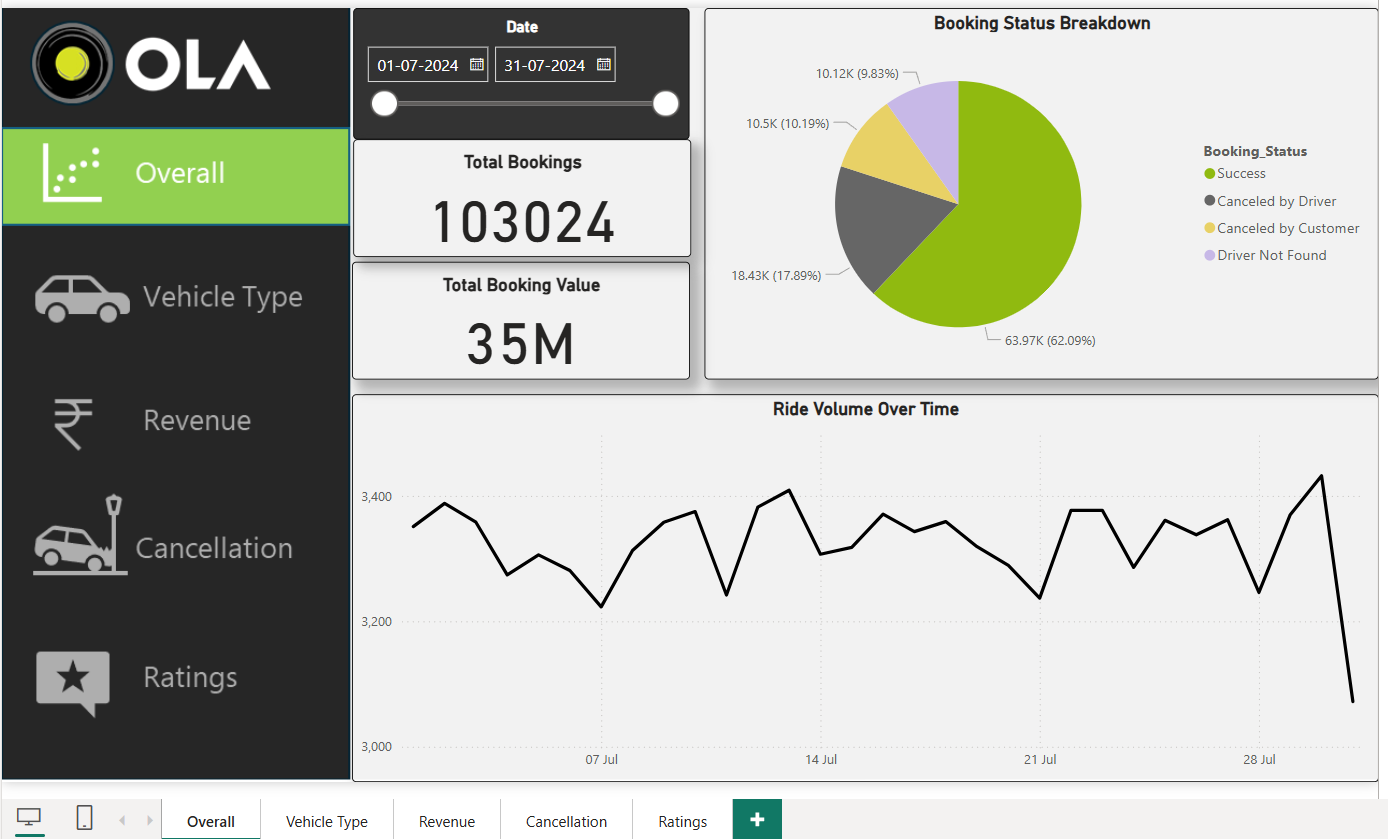 OLA
Overall
Vehicle Type
Revenue
Cancellation
Ratings
Date
01-07-2024
31-07-2024
Total Bookings
103024
Total Booking Value
35M
Booking Status Breakdown
10.12K (9.83%)
10.5K (10.19%)
18.43K (17.89%)
63.97K (62.09%)
Booking_Status
Success
Canceled by Driver
Canceled by Customer
Driver Not Found
Ride Volume Over Time
3,400
3,200
3,000
07 Jul
14 Jul
21 Jul
28 Jul
Overall
Vehicle Type
Revenue
Cancellation
Ratings